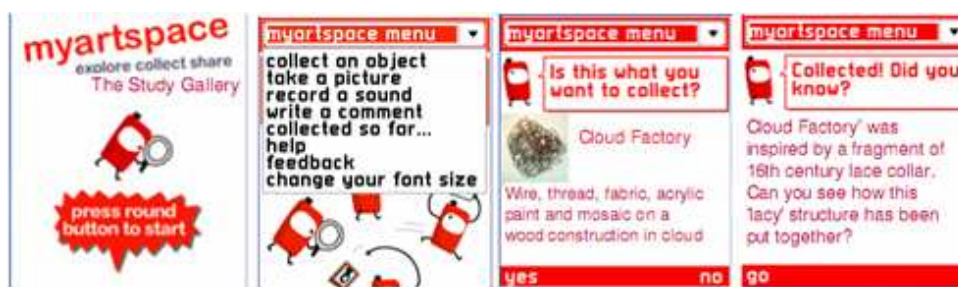 myartspace
explore collect share
The Study Gallery
press round
button to start
myartspace menu
collect an object
take a picture
record a sound
write a comment
collected so far...
help
feedback
change your font size
myartspace menu
Is this what you
want to collect?
Cloud Factory
Wire, thread, fabric, acrylic
paint and mosaic on a
wood construction in cloud
yes no
myartspace menu
Collected! Did you
know?
Cloud Factory' was
inspired by a fragment of
16th century lace collar.
Can you see how this
'lacy' structure has been
put together?
go